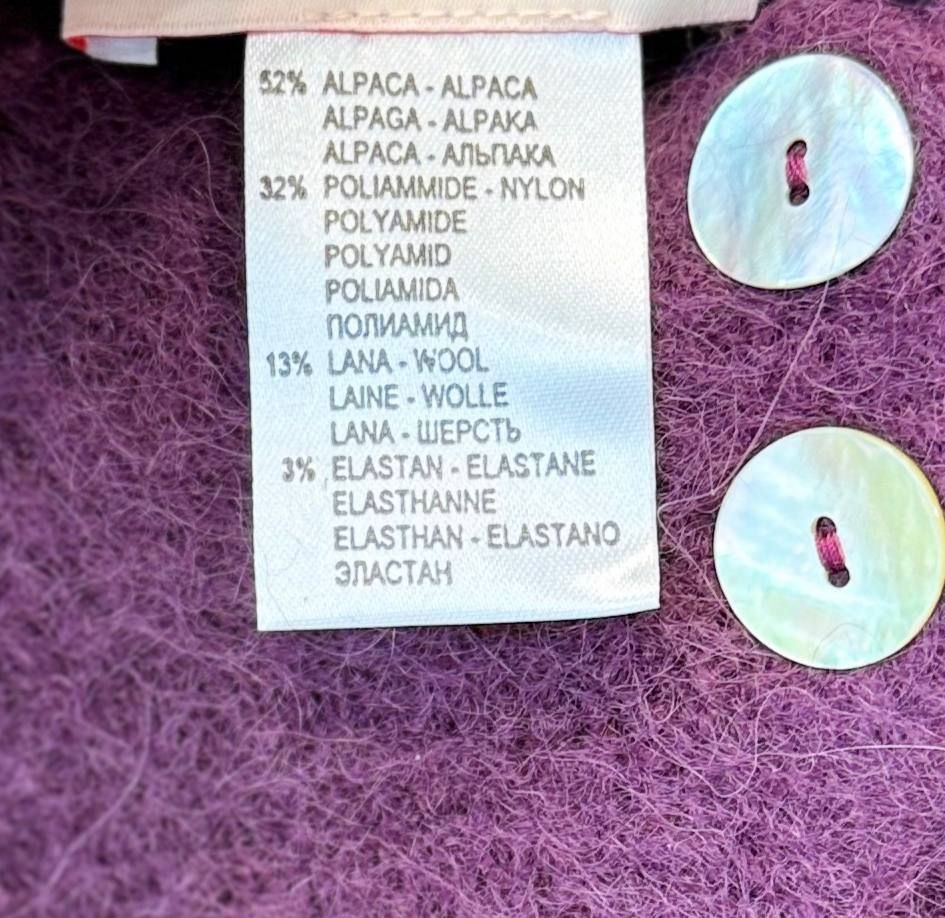 52% ALPACA - ALPACA
ALPAGA - ALPAKA
ALPACA - АЛЬПАКА
32% POLIAMMIDE - NYLON
POLYAMIDE
POLYAMID
POLIAMIDA
ПОЛИАМИД
13% LANA - WOOL
LAINE - WOLLE
LANA - ШЕРСТЬ
3% ELASTAN - ELASTANE
ELASTHANNE
ELASTHAN - ELASTANO
ЭЛАСТАН